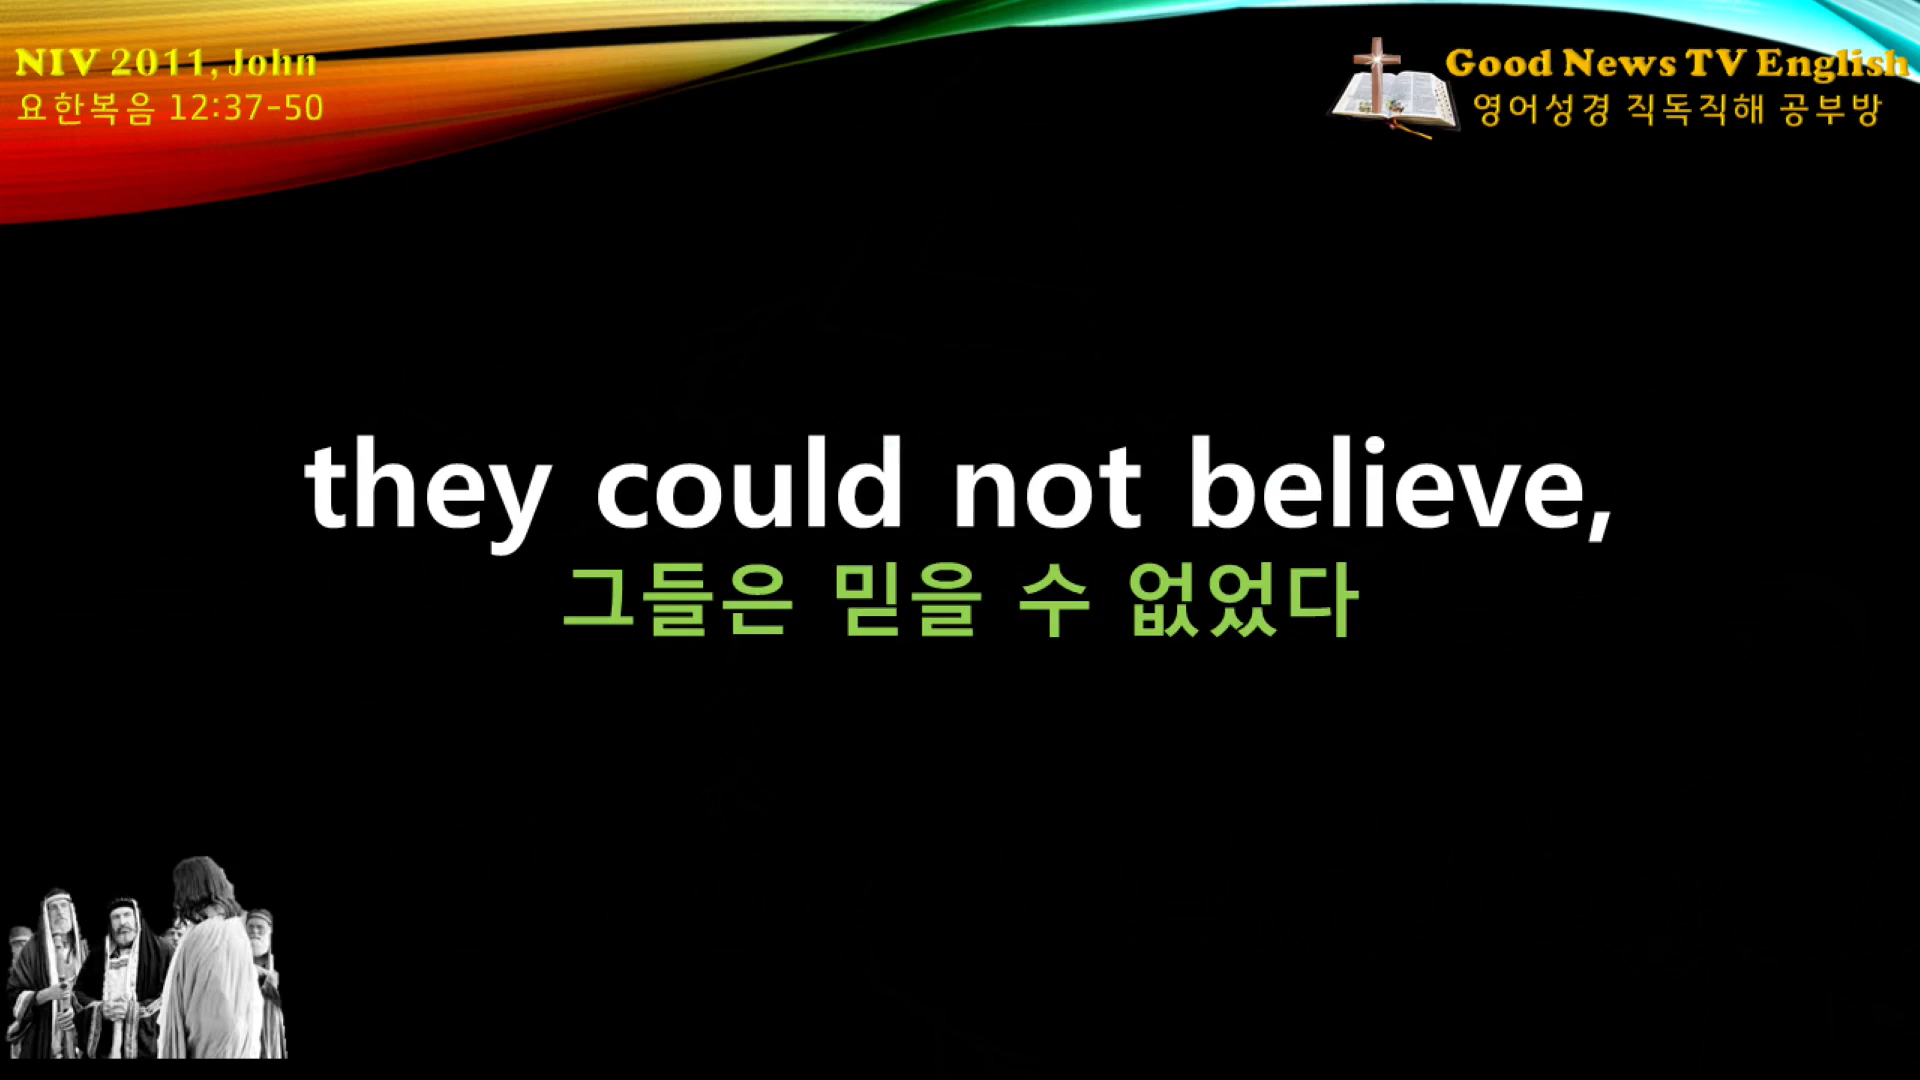 NIV 2011, John
요한복음 12:37-50
Good News TV English
영어성경 직독직해 공부방
they could not believe,
그들은 믿을 수 없었다